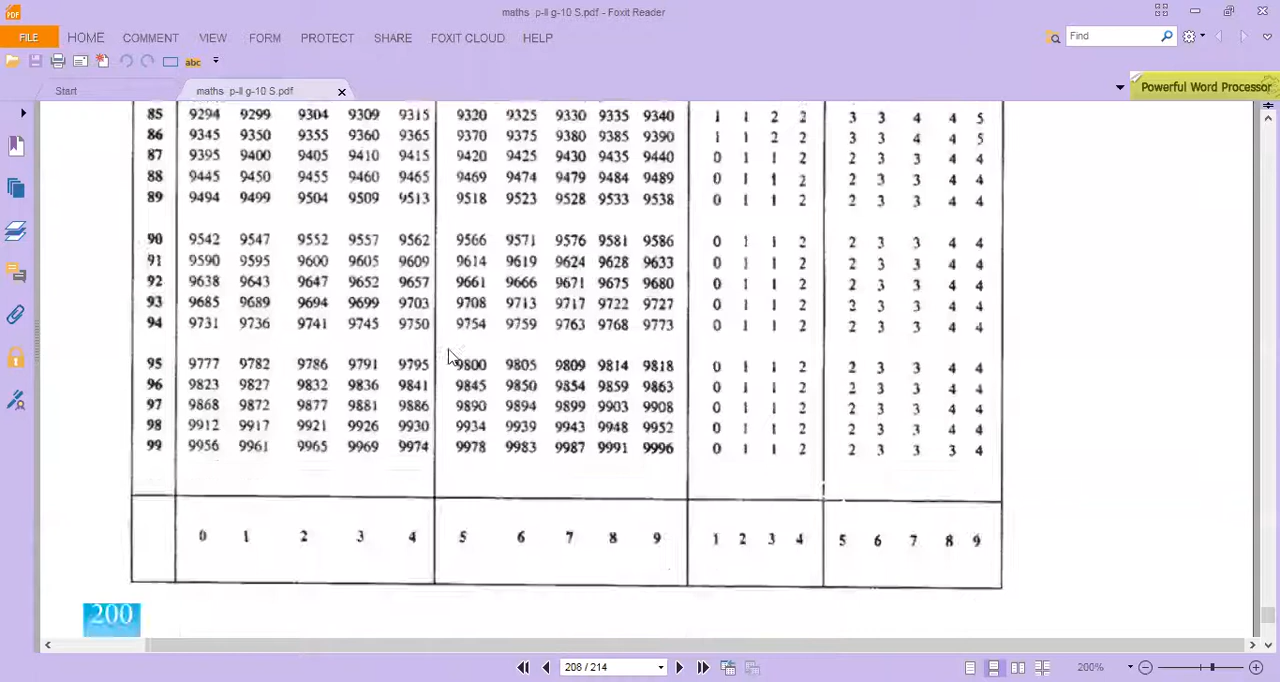 maths p-II g-10 S.pdf - Foxit Reader
FILE HOME COMMENT VIEW FORM PROTECT SHARE FOXIT CLOUD HELP
Find
abc
Start maths p-II g-10 S.pdf
Powerful Word Processor
85 9294 9299 9304 9309 9315 9320 9325 9330 9335 9340 1 1 2 2 3 3 4 4 5
86 9345 9350 9355 9360 9365 9370 9375 9380 9385 9390 1 1 2 2 3 3 4 4 5
87 9395 9400 9405 9410 9415 9420 9425 9430 9435 9440 0 1 1 2 2 3 3 4 4
88 9445 9450 9455 9460 9465 9469 9474 9479 9484 9489 0 1 1 2 2 3 3 4 4
89 9494 9499 9504 9509 9513 9518 9523 9528 9533 9538 0 1 1 2 2 3 3 4 4
90 9542 9547 9552 9557 9562 9566 9571 9576 9581 9586 0 1 1 2 2 3 3 4 4
91 9590 9595 9600 9605 9609 9614 9619 9624 9628 9633 0 1 1 2 2 3 3 4 4
92 9638 9643 9647 9652 9657 9661 9666 9671 9675 9680 0 1 1 2 2 3 3 4 4
93 9685 9689 9694 9699 9703 9708 9713 9717 9722 9727 0 1 1 2 2 3 3 4 4
94 9731 9736 9741 9745 9750 9754 9759 9763 9768 9773 0 1 1 2 2 3 3 4 4
95 9777 9782 9786 9791 9795 9800 9805 9809 9814 9818 0 1 1 2 2 3 3 4 4
96 9823 9827 9832 9836 9841 9845 9850 9854 9859 9863 0 1 1 2 2 3 3 4 4
97 9868 9872 9877 9881 9886 9890 9894 9899 9903 9908 0 1 1 2 2 3 3 4 4
98 9912 9917 9921 9926 9930 9934 9939 9943 9948 9952 0 1 1 2 2 3 3 4 4
99 9956 9961 9965 9969 9974 9978 9983 9987 9991 9996 0 1 1 2 2 3 3 3 4
0 1 2 3 4 5 6 7 8 9 1 2 3 4 5 6 7 8 9
200
208 / 214
200%